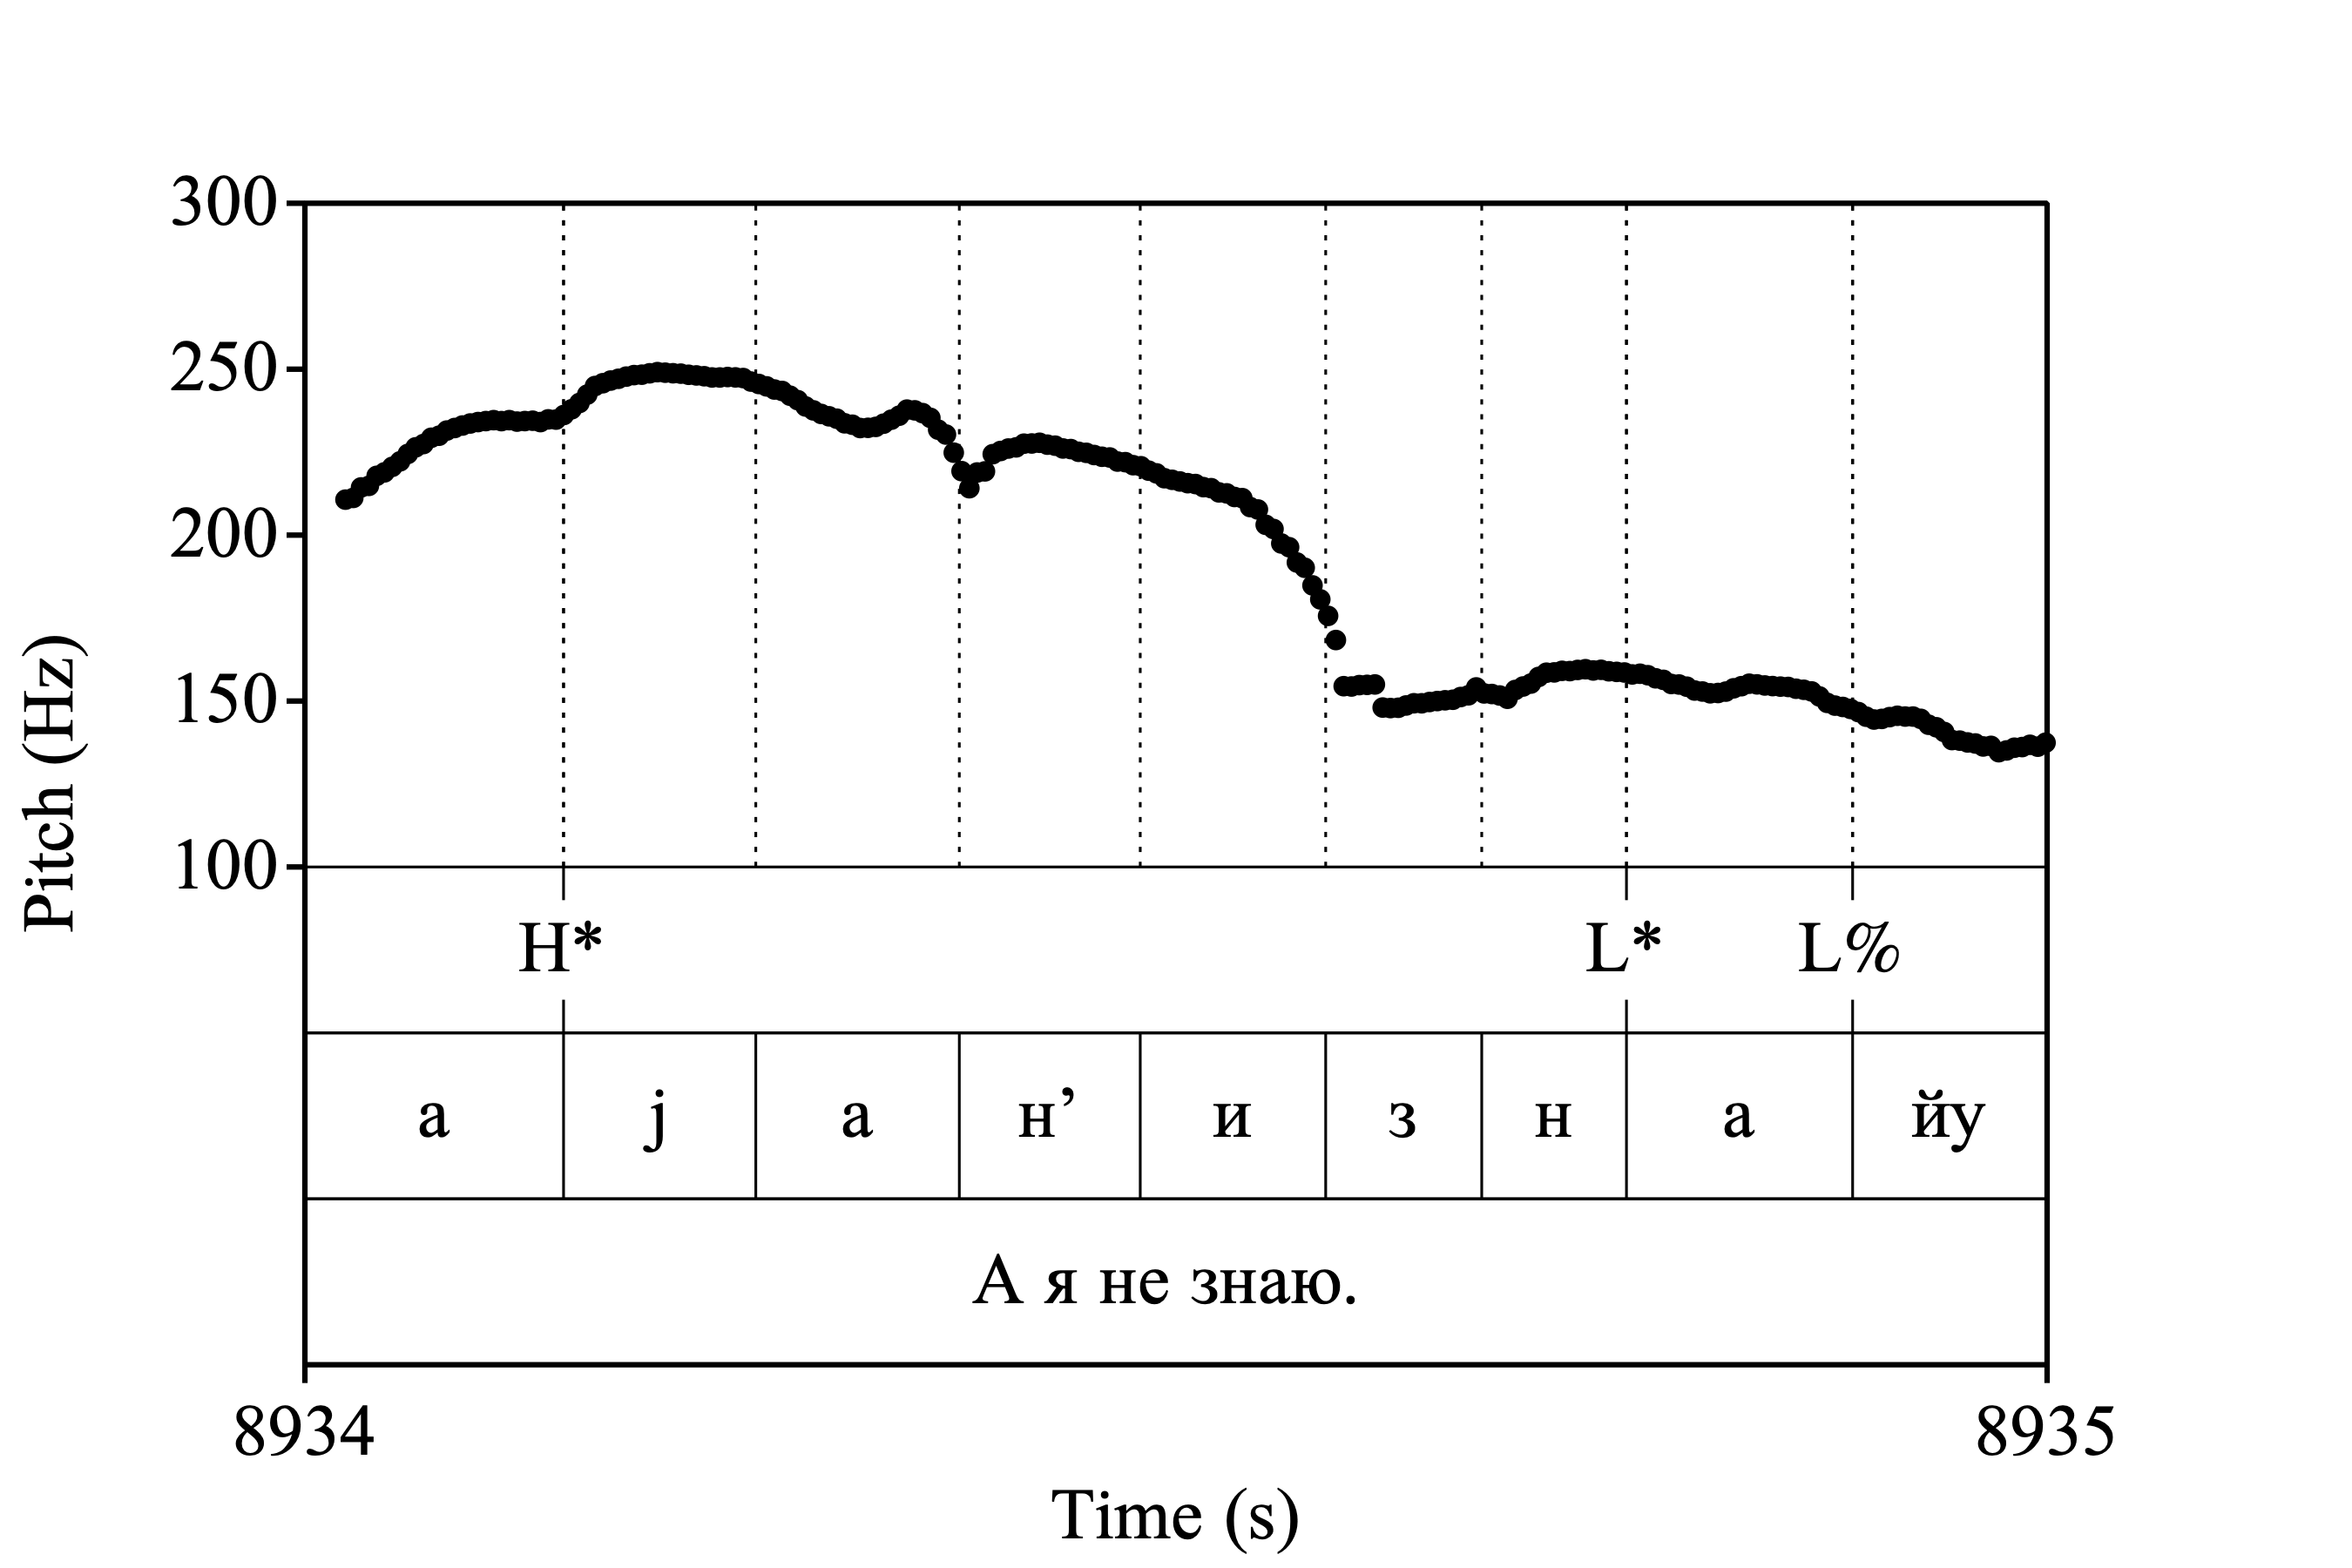 300
250
200
150
100
Pitch (Hz)
H* L* L%
а j а н’ и з н а йу
А я не знаю.
8934 8935
Time (s)